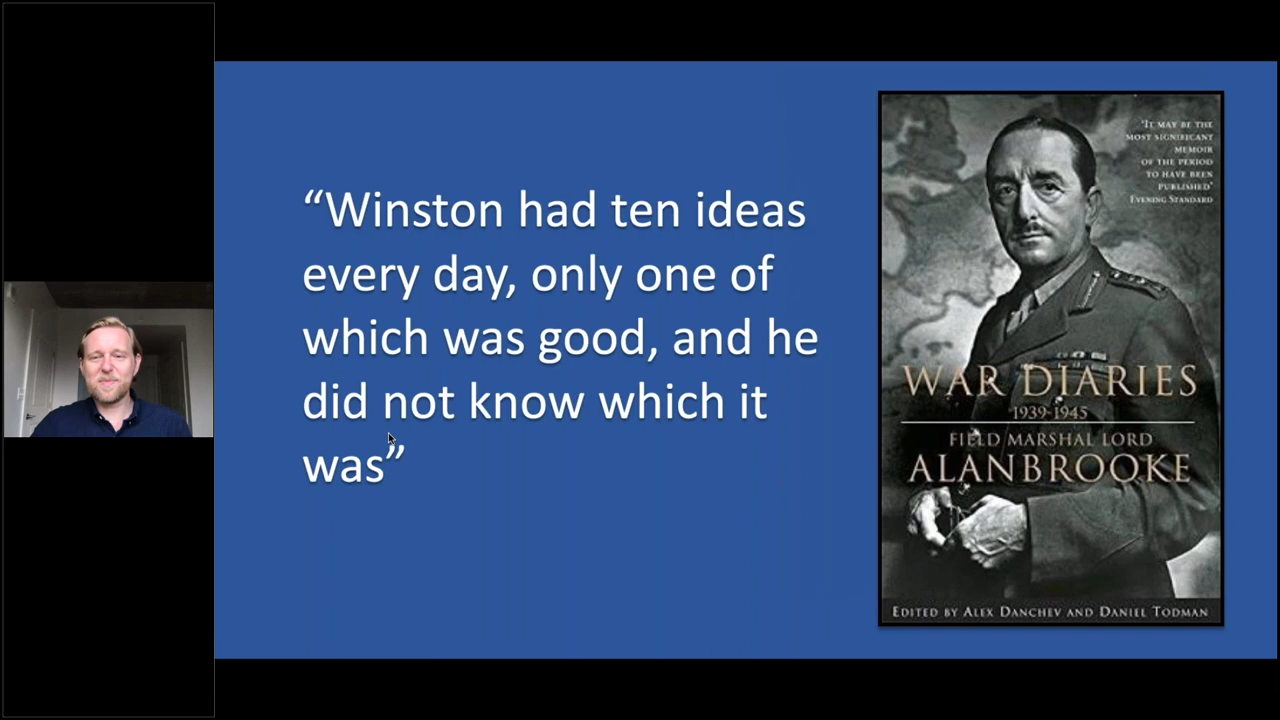 “Winston had ten ideas
every day, only one of
which was good, and he
did not know which it
was”
‘IT MAY BE THE
MOST SIGNIFICANT
MEMOIR
OF THE PERIOD
TO HAVE BEEN
PUBLISHED’
EVENING STANDARD
WAR DIARIES
1939-1945
FIELD MARSHAL LORD
ALANBROOKE
EDITED BY ALEX DANCHEV AND DANIEL TODMAN